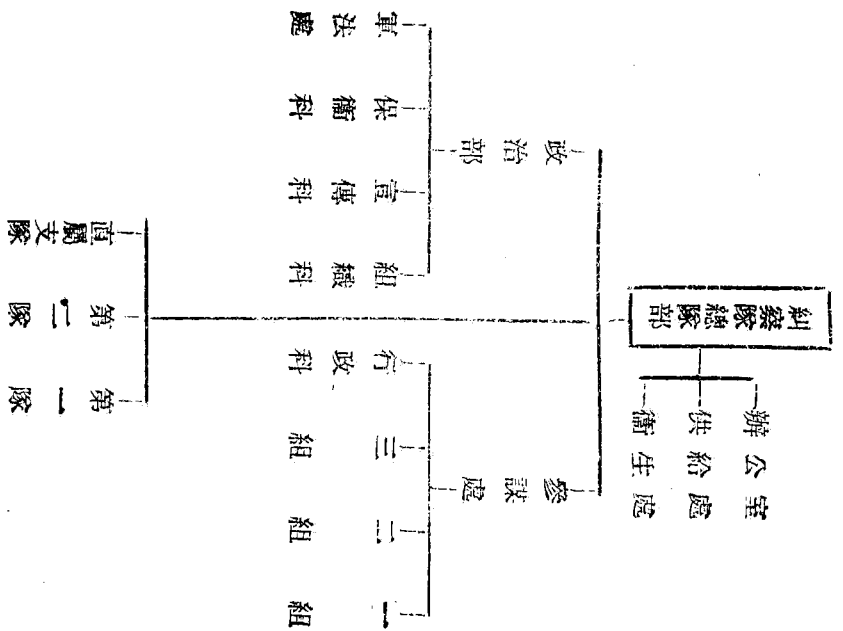 糾察隊總隊部
辦公室
供給處
衛生處
參謀處
政治部
一組
二組
三組
行政科
組織科
宣傳科
保衛科
軍法處
第一隊
第二隊
直屬支隊